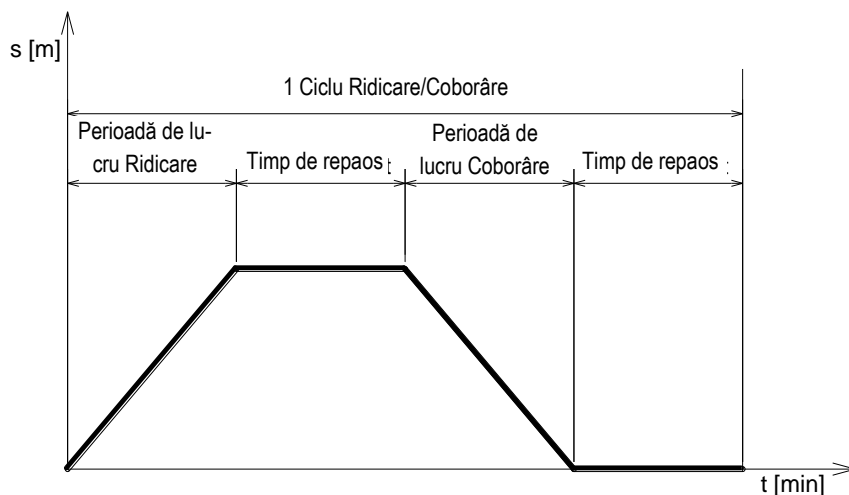 s [m]
1 Ciclu Ridicare/Coborâre
Perioadă de lu-
cru Ridicare
Timp de repaos
Perioadă de
lucru Coborâre
Timp de repaos
t [min]